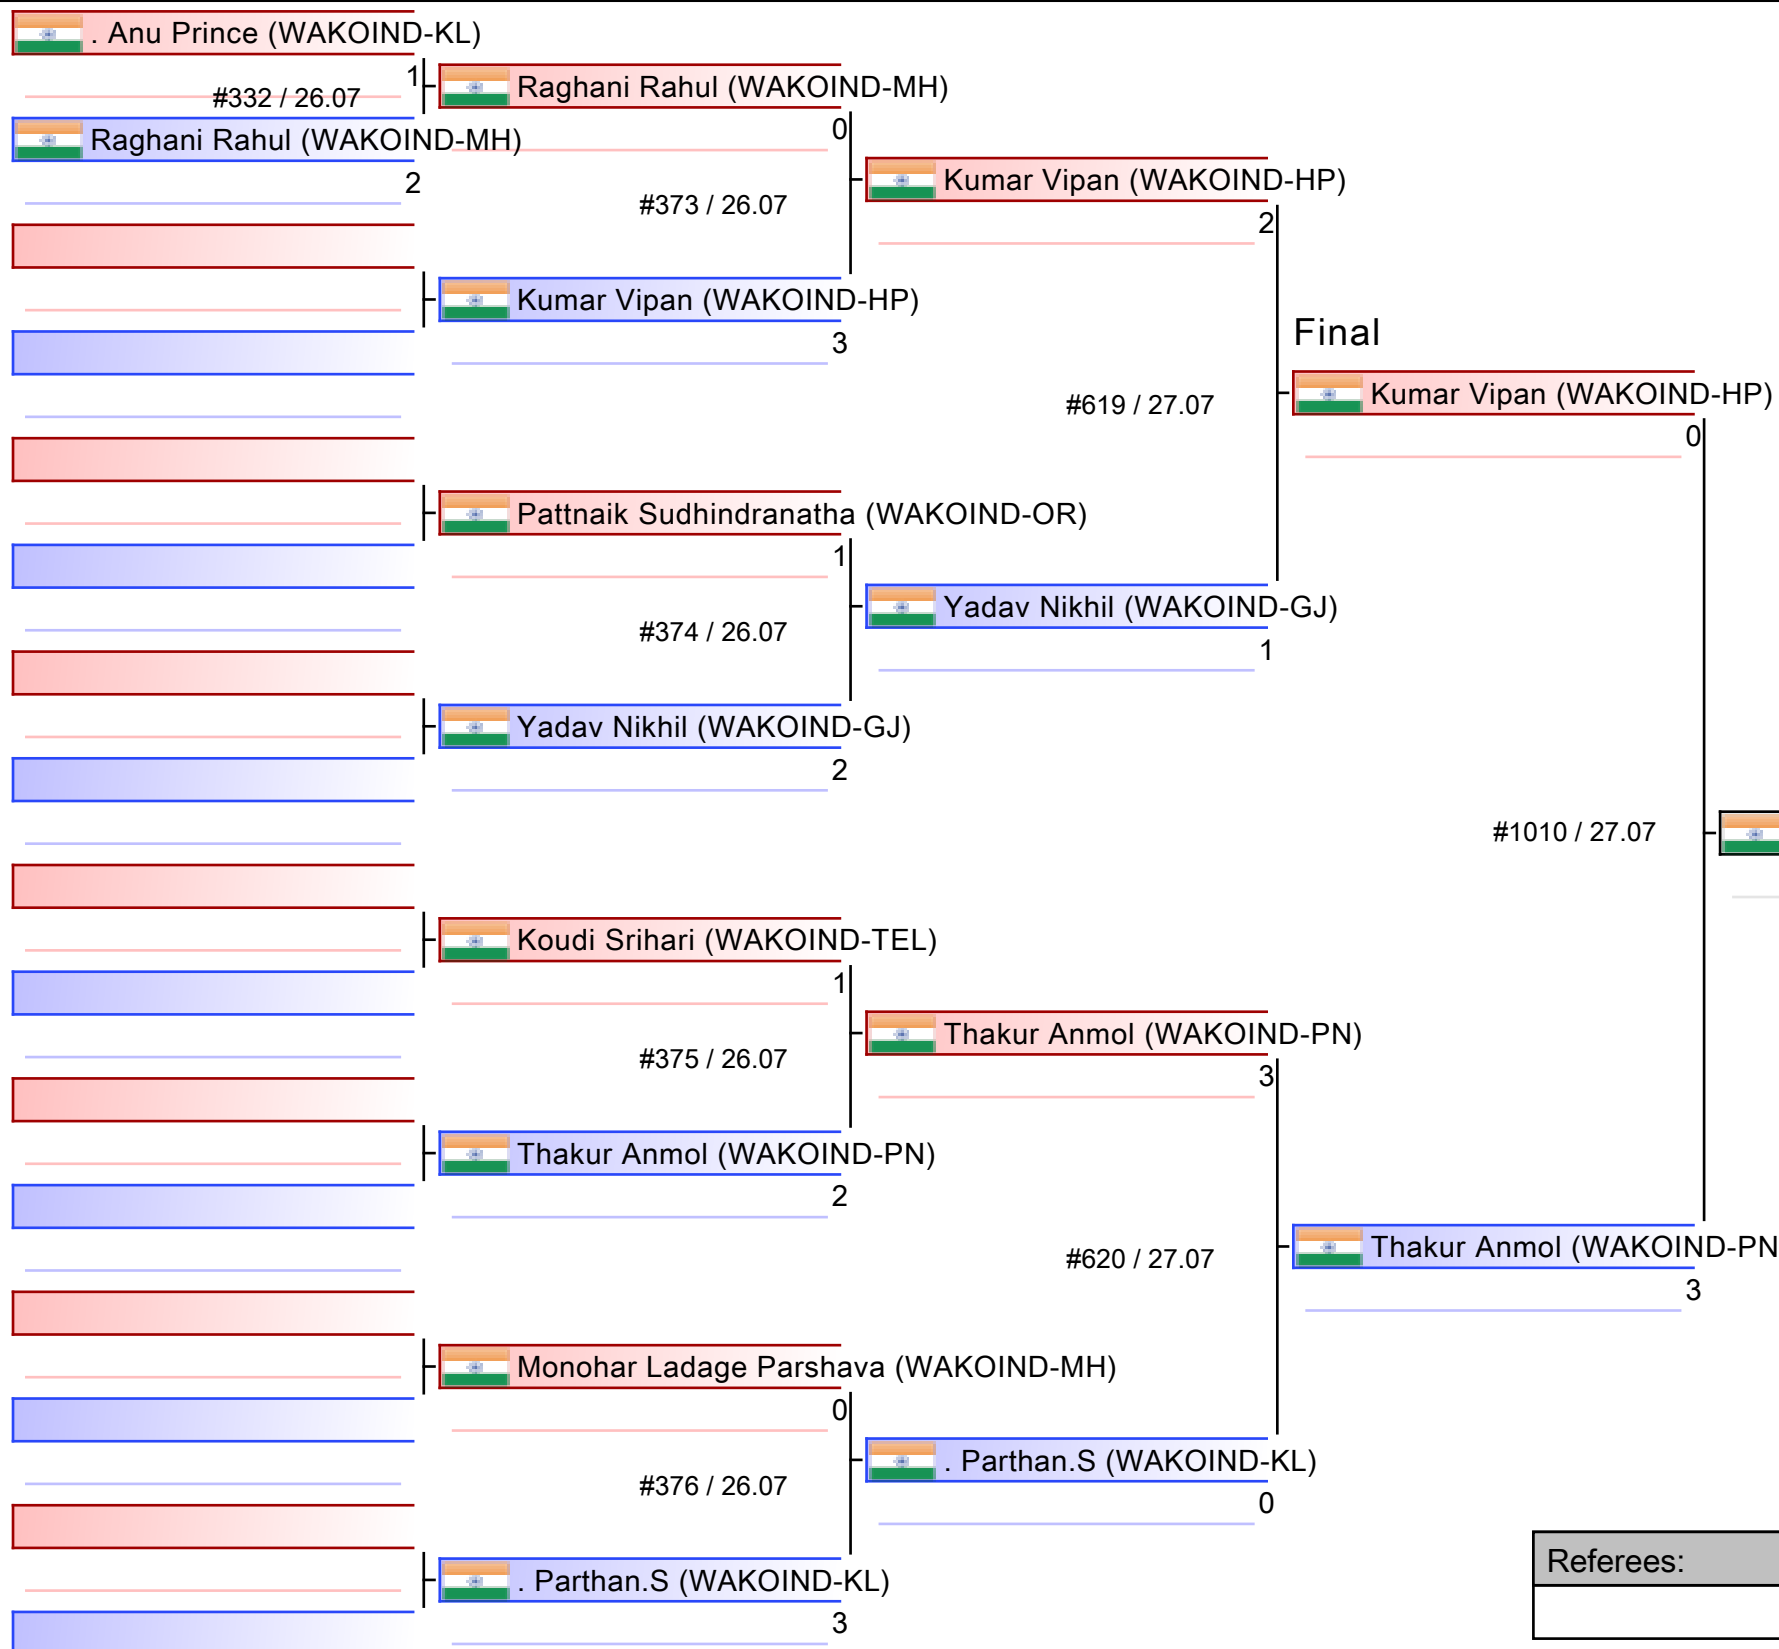 . Anu Prince (WAKOIND-KL)
1
#332 / 26.07
Raghani Rahul (WAKOIND-MH)
2
Raghani Rahul (WAKOIND-MH)
0
#373 / 26.07
Kumar Vipan (WAKOIND-HP)
3
Pattnaik Sudhindranatha (WAKOIND-OR)
1
#374 / 26.07
Yadav Nikhil (WAKOIND-GJ)
2
Koudi Srihari (WAKOIND-TEL)
1
#375 / 26.07
Thakur Anmol (WAKOIND-PN)
2
Monohar Ladage Parshava (WAKOIND-MH)
0
#376 / 26.07
. Parthan.S (WAKOIND-KL)
3
Kumar Vipan (WAKOIND-HP)
2
#619 / 27.07
Yadav Nikhil (WAKOIND-GJ)
1
Thakur Anmol (WAKOIND-PN)
3
#620 / 27.07
. Parthan.S (WAKOIND-KL)
0
Final
Kumar Vipan (WAKOIND-HP)
0
#1010 / 27.07
Thakur Anmol (WAKOIND-PN
3
Referees: